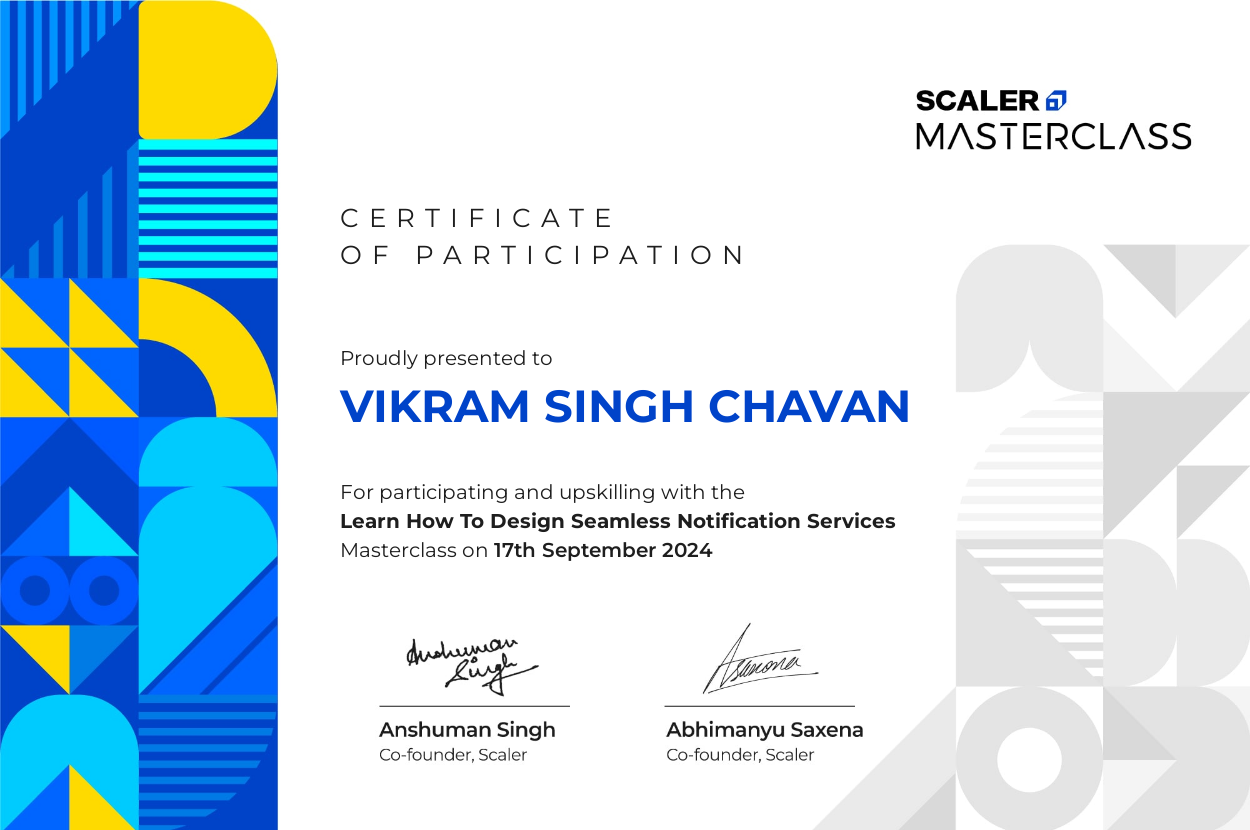 SCALER
MASTERCLASS
CERTIFICATE
OF PARTICIPATION
Proudly presented to
VIKRAM SINGH CHAVAN
For participating and upskilling with the
Learn How To Design Seamless Notification Services
Masterclass on 17th September 2024
Anshuman Singh
Asaxena
Anshuman Singh
Abhimanyu Saxena
Co-founder, Scaler
Co-founder, Scaler